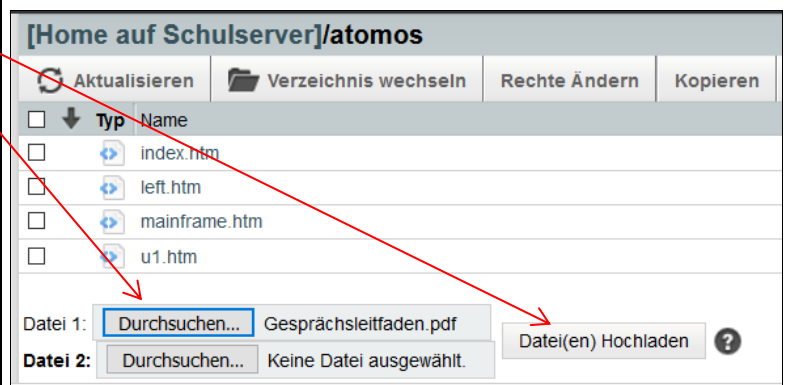 [Home auf Schulserver]/atomos
Aktualisieren Verzeichnis wechseln Rechte Ändern Kopieren
Typ Name
index.htm
left.htm
mainframe.htm
u1.htm
Datei 1: Durchsuchen... Gesprächsleitfaden.pdf
Datei(en) Hochladen ?
Datei 2: Durchsuchen... Keine Datei ausgewählt.